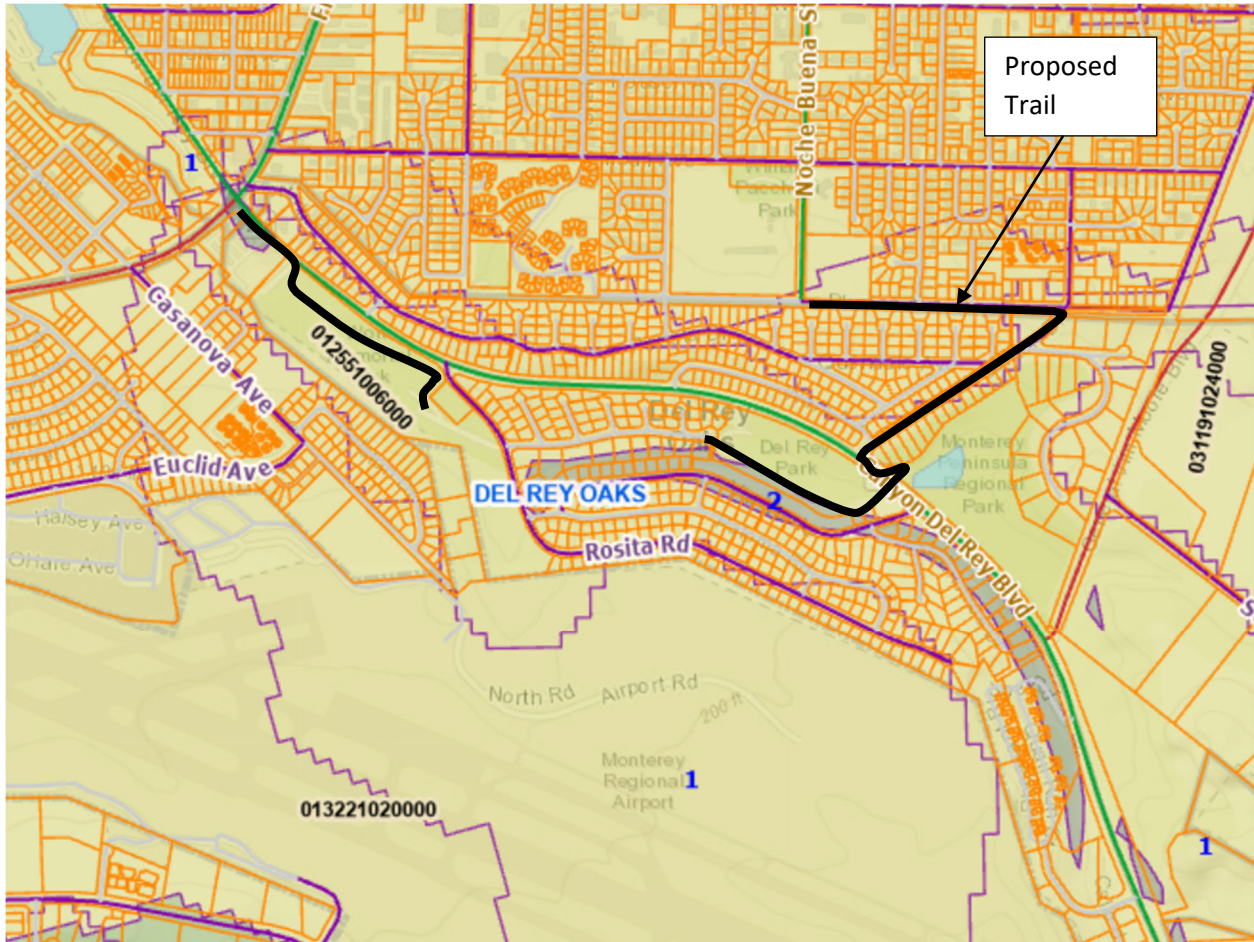 Proposed
Trail
Noche Buena St
1
Park
Casanova Ave
012551006000
Euclid Ave
Halsey Ave
OHare Ave
DEL REY OAKS
Del Rey
Park
2
Monterey
Peninsula
Regional
Park
031191024000
Canyon Del Rey Blvd
Rosita Rd
North Rd
Airport Rd
200 ft
Monterey
Regional
Airport
1
013221020000
1